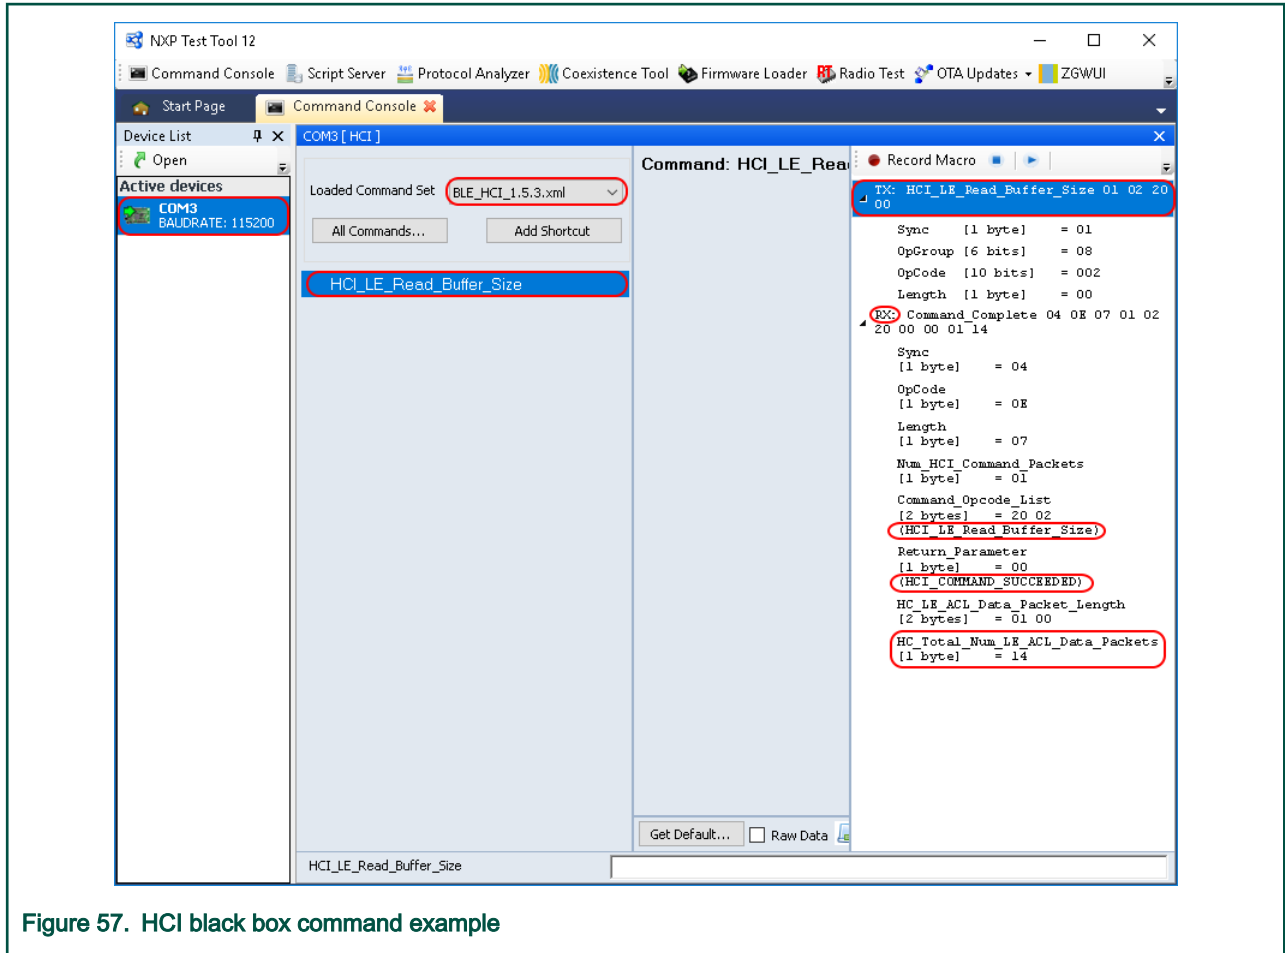 NXP Test Tool 12
Command Console Script Server Protocol Analyzer Coexistence Tool Firmware Loader Radio Test OTA Updates ZGWUI
Start Page Command Console
Device List
Open
Active devices
COM3
BAUDRATE: 115200
COM3 [ HCI ]
Loaded Command Set BLE_HCI_1.5.3.xml
All Commands... Add Shortcut
HCI_LE_Read_Buffer_Size
Command: HCI_LE_Rea
Get Default... Raw Data
HCI_LE_Read_Buffer_Size
Record Macro
TX: HCI_LE_Read_Buffer_Size 01 02 20
00
Sync [1 byte] = 01
OpGroup [6 bits] = 08
OpCode [10 bits] = 002
Length [1 byte] = 00
RX: Command_Complete 04 0E 07 01 02
20 00 00 01 14
Sync
[1 byte] = 04
OpCode
[1 byte] = 0E
Length
[1 byte] = 07
Num_HCI_Command_Packets
[1 byte] = 01
Command_Opcode_List
[2 bytes] = 20 02
(HCI_LE_Read_Buffer_Size)
Return_Parameter
[1 byte] = 00
(HCI_COMMAND_SUCCEEDED)
HC_LE_ACL_Data_Packet_Length
[2 bytes] = 01 00
HC_Total_Num_LE_ACL_Data_Packets
[1 byte] = 14
Figure 57. HCI black box command example